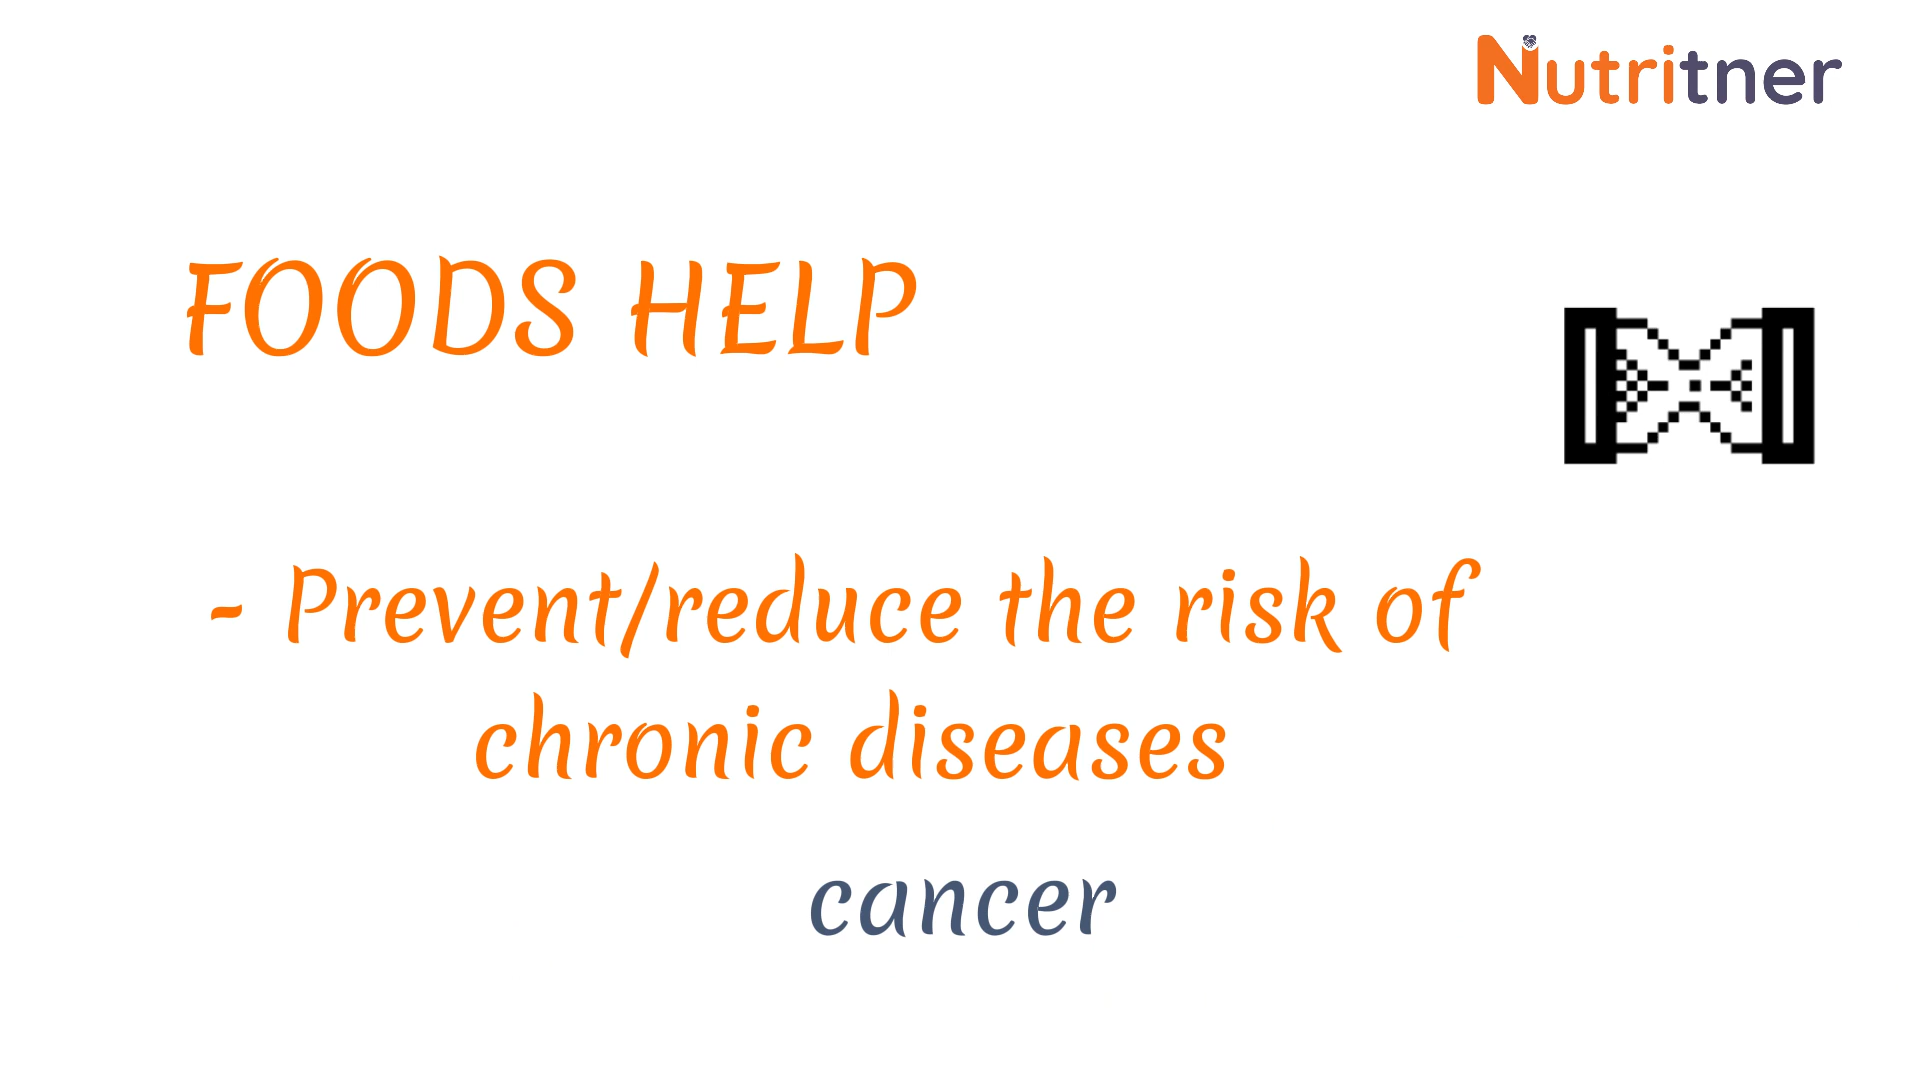 Nutritner
FOODS HELP
- Prevent/reduce the risk of
chronic diseases
cancer